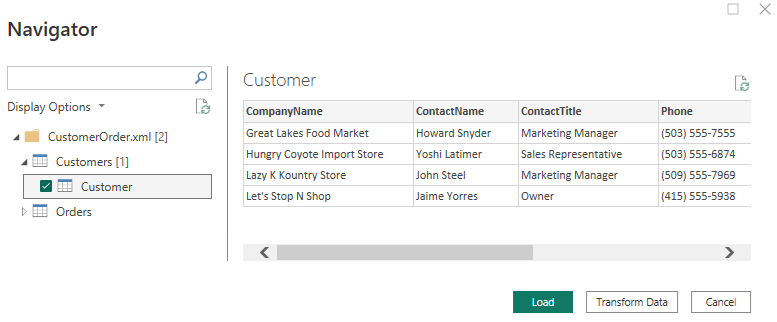 Navigator
Display Options
CustomerOrder.xml [2]
Customers [1]
Customer
Orders
Customer
CompanyName ContactName ContactTitle Phone
Great Lakes Food Market Howard Snyder Marketing Manager (503) 555-7555
Hungry Coyote Import Store Yoshi Latimer Sales Representative (503) 555-6874
Lazy K Kountry Store John Steel Marketing Manager (509) 555-7969
Let's Stop N Shop Jaime Yorres Owner (415) 555-5938
Load Transform Data Cancel